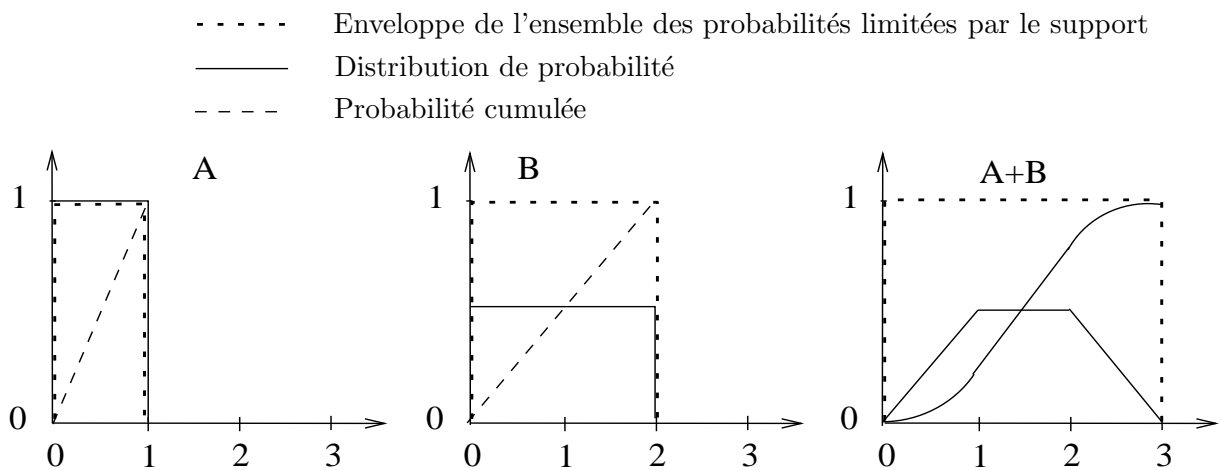 Enveloppe de l'ensemble des probabilités limitées par le support
Distribution de probabilité
Probabilité cumulée
A
1
0
0 1 2 3
B
1
0
0 1 2 3
A+B
1
0
0 1 2 3